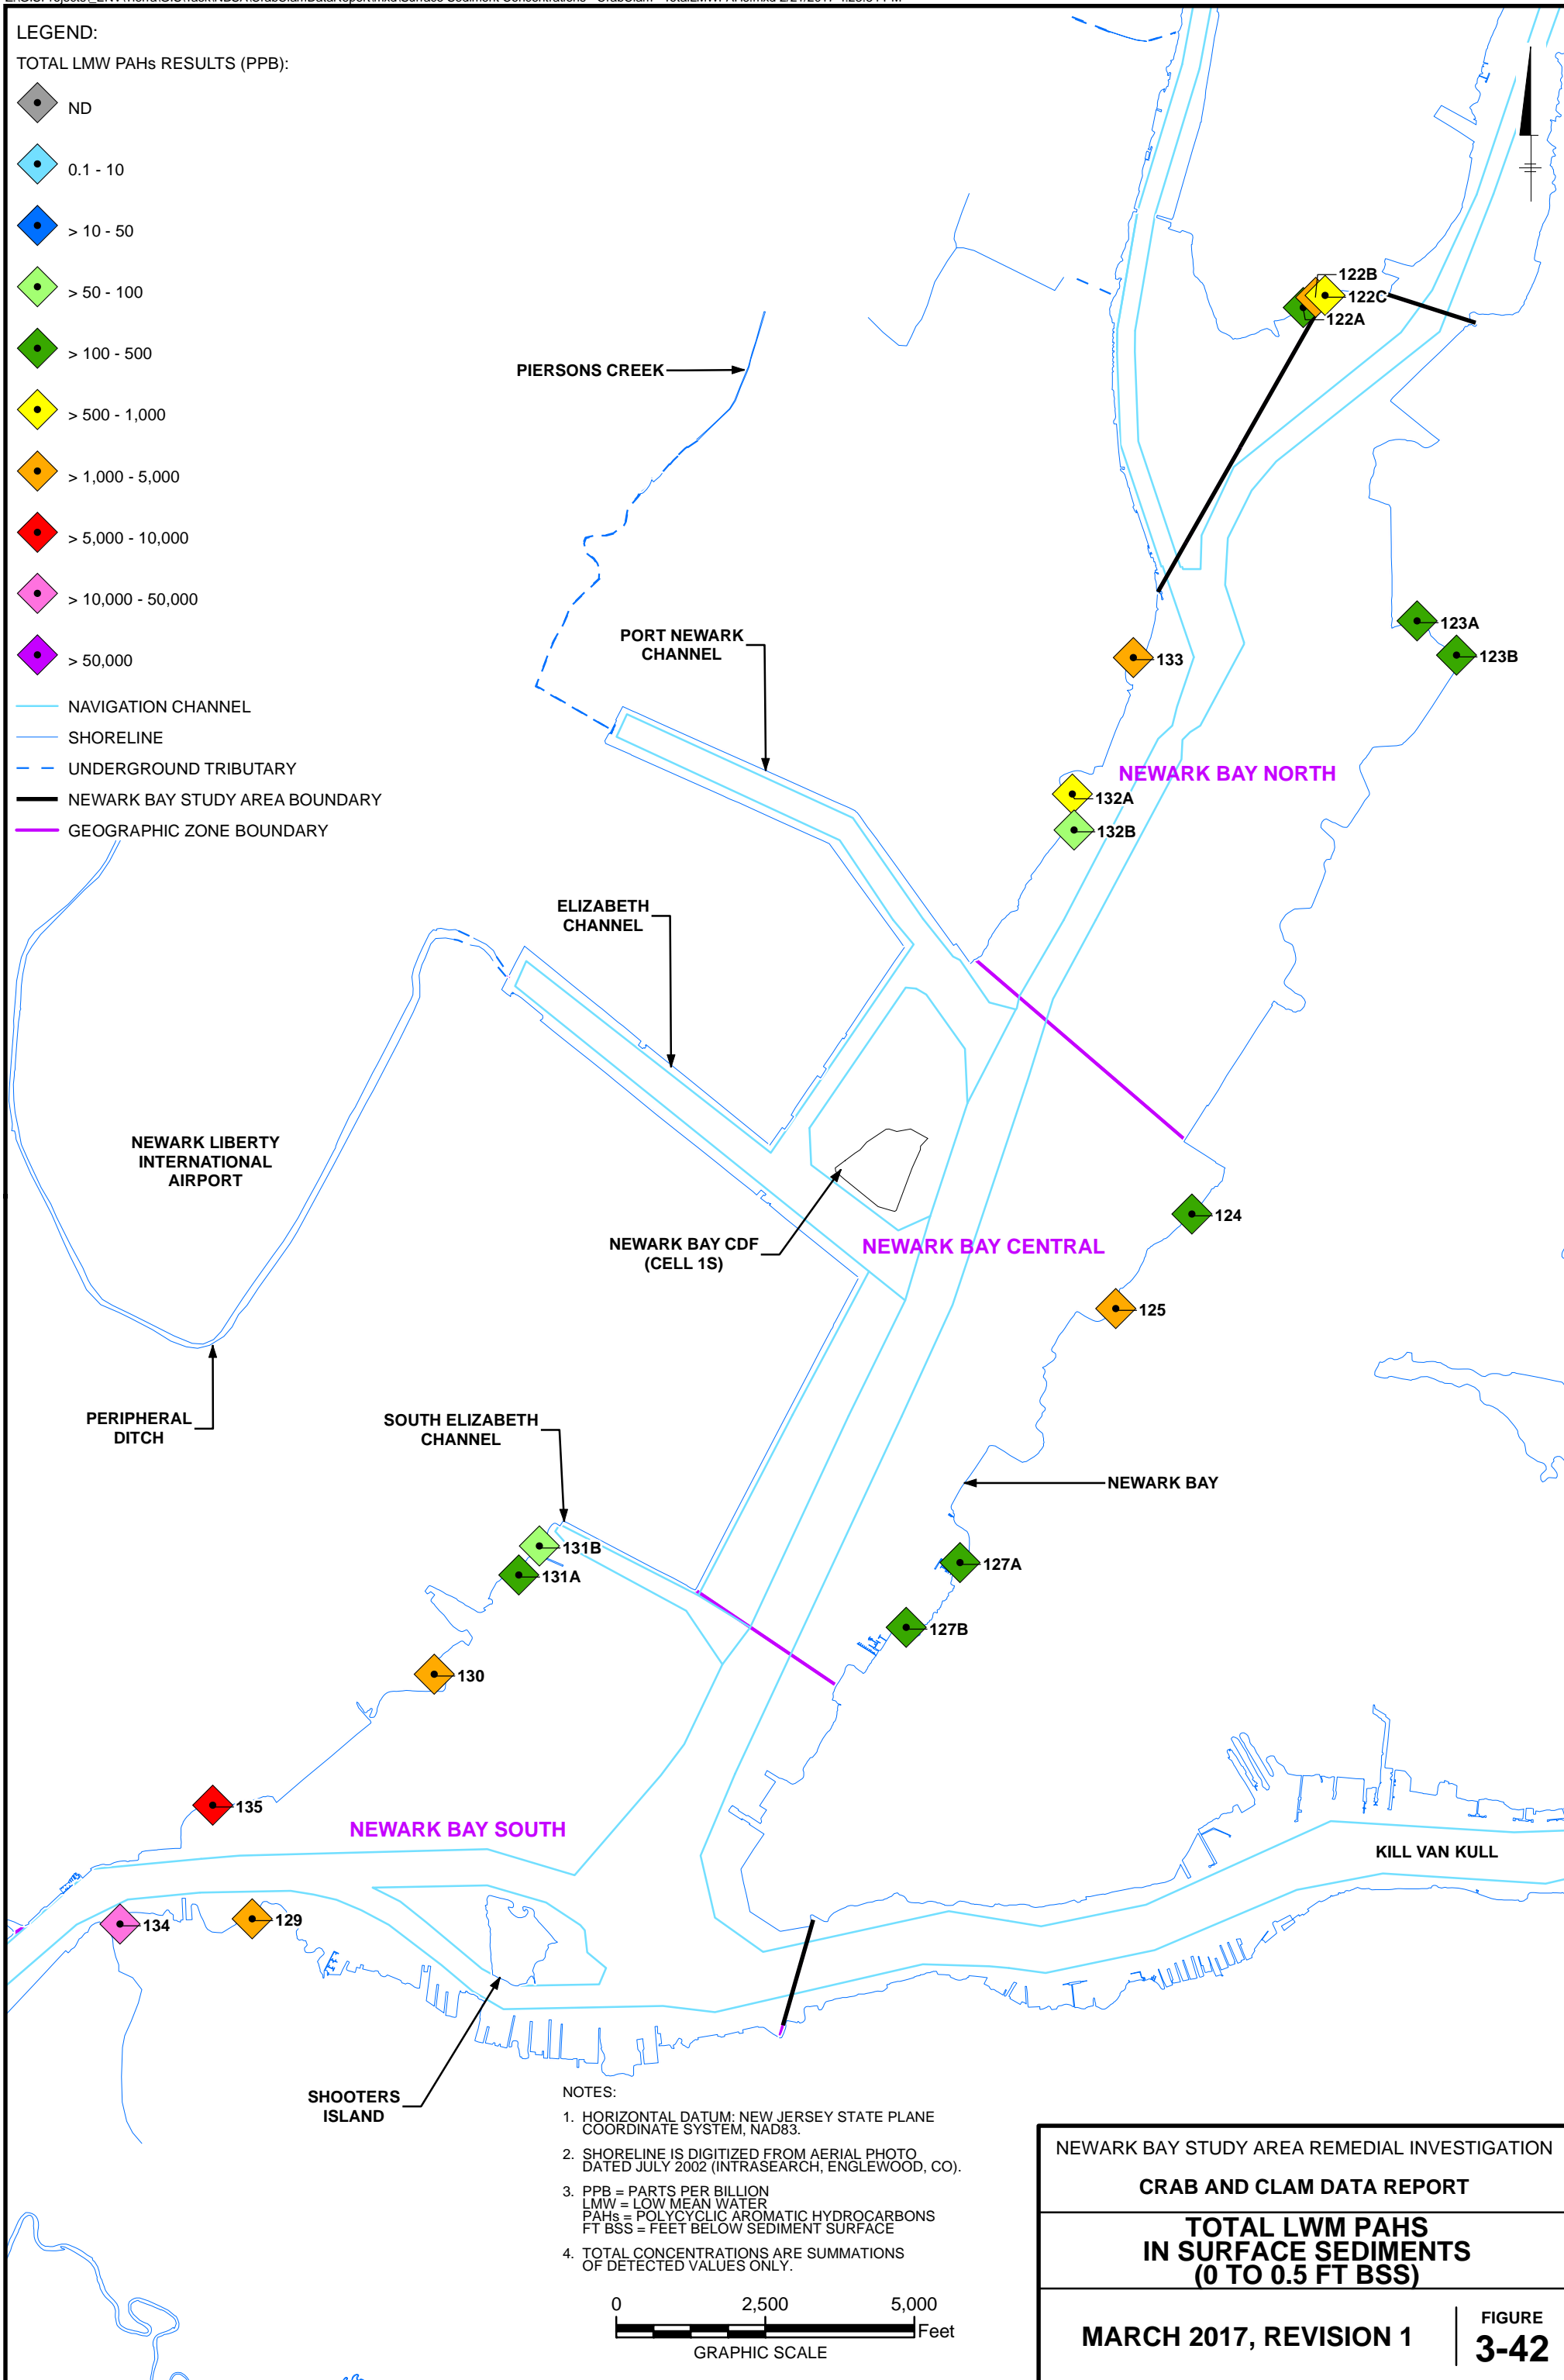 LEGEND:
TOTAL LMW PAHs RESULTS (PPB):
ND
0.1 - 10
> 10 - 50
> 50 - 100
> 100 - 500
> 500 - 1,000
> 1,000 - 5,000
> 5,000 - 10,000
> 10,000 - 50,000
> 50,000
NAVIGATION CHANNEL
SHORELINE
UNDERGROUND TRIBUTARY
NEWARK BAY STUDY AREA BOUNDARY
GEOGRAPHIC ZONE BOUNDARY
122B
122C
122A
PIERSONS CREEK
123A
123B
PORT NEWARK
CHANNEL
133
NEWARK BAY NORTH
132A
132B
ELIZABETH
CHANNEL
NEWARK LIBERTY
INTERNATIONAL
AIRPORT
124
NEWARK BAY CDF
(CELL 1S)
NEWARK BAY CENTRAL
125
PERIPHERAL
DITCH
SOUTH ELIZABETH
CHANNEL
NEWARK BAY
131B
131A
127A
127B
130
135
NEWARK BAY SOUTH
KILL VAN KULL
134
129
SHOOTERS
ISLAND
NOTES:
1. HORIZONTAL DATUM: NEW JERSEY STATE PLANE
COORDINATE SYSTEM, NAD83.
2. SHORELINE IS DIGITIZED FROM AERIAL PHOTO
DATED JULY 2002 (INTRASEARCH, ENGLEWOOD, CO).
3. PPB = PARTS PER BILLION
LMW = LOW MEAN WATER
PAHs = POLYCYCLIC AROMATIC HYDROCARBONS
FT BSS = FEET BELOW SEDIMENT SURFACE
4. TOTAL CONCENTRATIONS ARE SUMMATIONS
OF DETECTED VALUES ONLY.
0 2,500 5,000
Feet
GRAPHIC SCALE
NEWARK BAY STUDY AREA REMEDIAL INVESTIGATION
CRAB AND CLAM DATA REPORT
TOTAL LWM PAHS
IN SURFACE SEDIMENTS
(0 TO 0.5 FT BSS)
MARCH 2017, REVISION 1
FIGURE
3-42